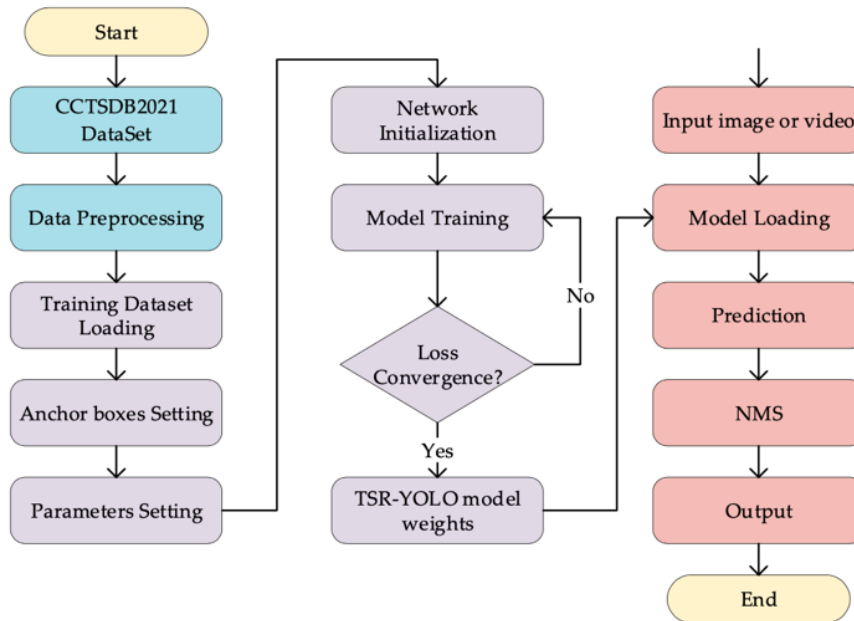 Start
CCTSDB2021
DataSet
Data Preprocessing
Training Dataset
Loading
Anchor boxes Setting
Parameters Setting
Network
Initialization
Model Training
No
Loss
Convergence?
Yes
TSR-YOLO model
weights
Input image or video
Model Loading
Prediction
NMS
Output
End